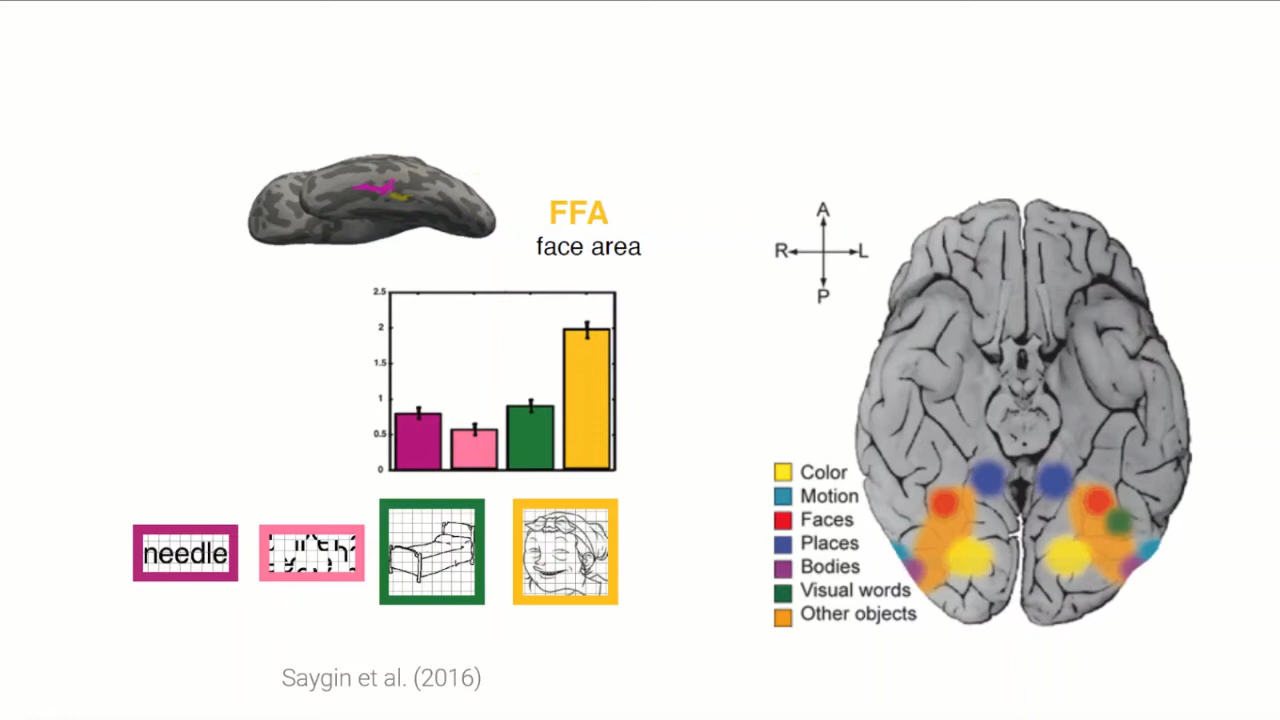 FFA
face area
2.5
2
1.5
1
0.5
0
needle
Saygin et al. (2016)
A
R
L
P
Color
Motion
Faces
Places
Bodies
Visual words
Other objects